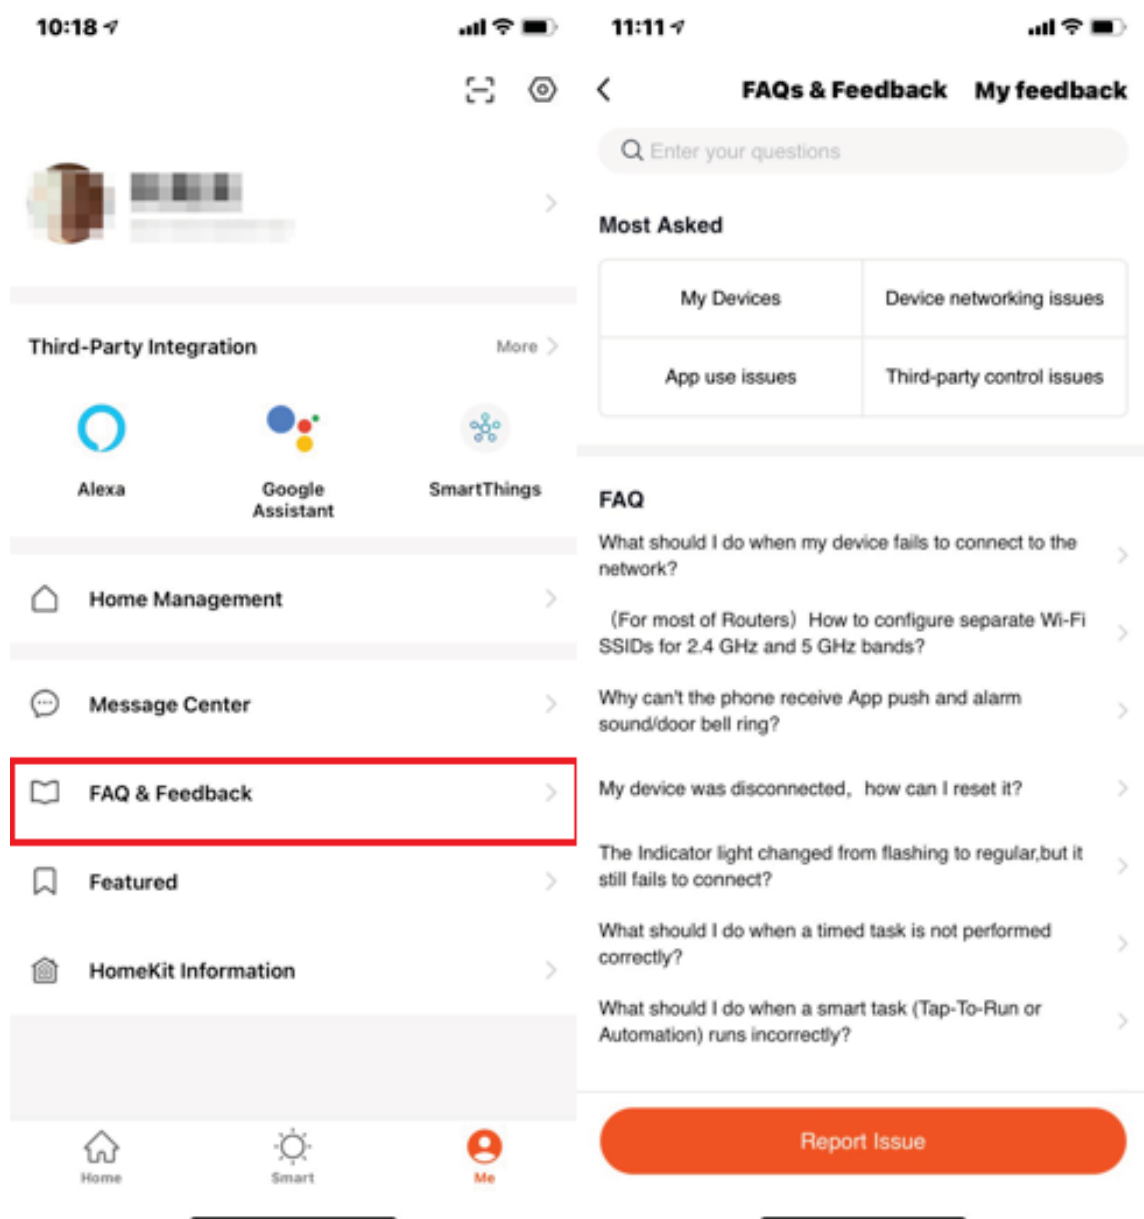 10:18
Third-Party Integration
More
Alexa
Google
Assistant
SmartThings
Home Management
Message Center
FAQ & Feedback
Featured
HomeKit Information
Home
Smart
Me
11:11
FAQs & Feedback
My feedback
Enter your questions
Most Asked
My Devices
Device networking issues
App use issues
Third-party control issues
FAQ
What should I do when my device fails to connect to the
network?
（For most of Routers）How to configure separate Wi-Fi
SSIDs for 2.4 GHz and 5 GHz bands?
Why can't the phone receive App push and alarm
sound/door bell ring?
My device was disconnected，how can I reset it?
The Indicator light changed from flashing to regular,but it
still fails to connect?
What should I do when a timed task is not performed
correctly?
What should I do when a smart task (Tap-To-Run or
Automation) runs incorrectly?
Report Issue